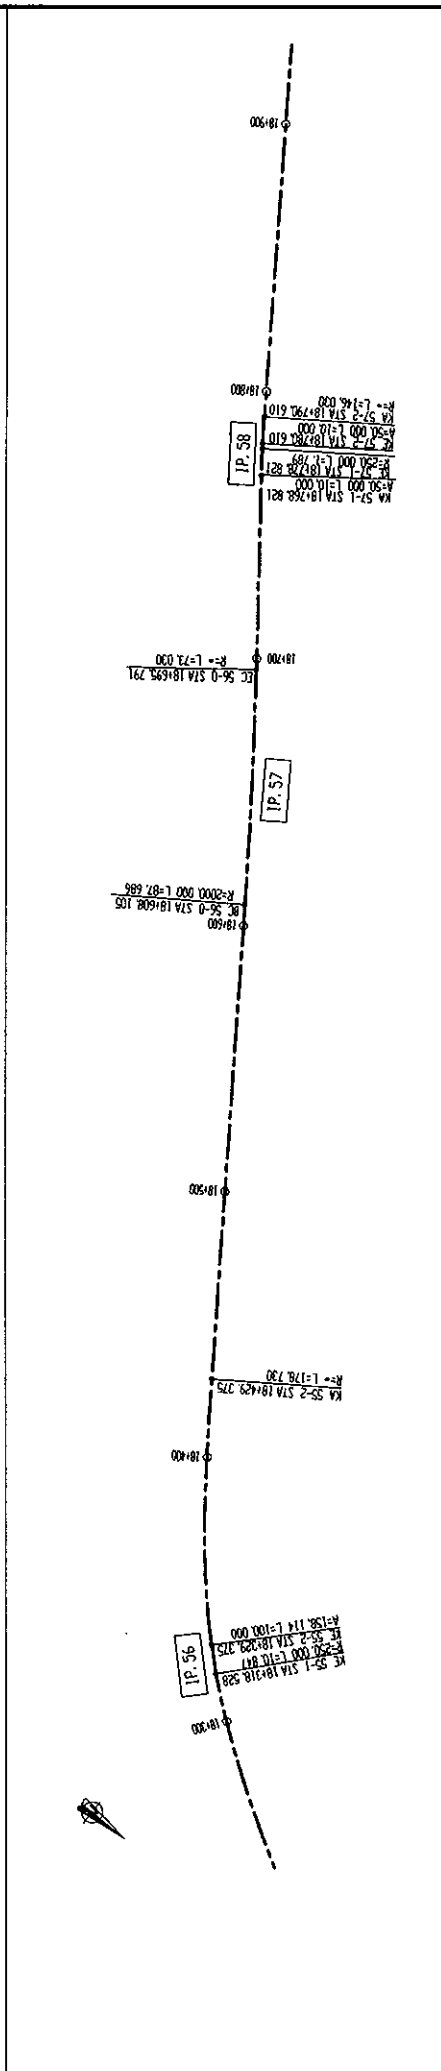 18+900
KA 57-2 STA 18+790.610
R=∞ L=146.030
18+800
KE 57-2 STA 18+780.610
A=50.000 L=10.000
IP. 58
KE 57-1 STA 18+778.821
R=250.000 L=1.789
KA 57-1 STA 18+768.821
A=50.000 L=10.000
EC 56-0 STA 18+695.791
R=∞ L=73.030
18+700
IP. 57
BC 56-0 STA 18+608.105
R=2000.000 L=87.686
18+600
18+500
KA 55-2 STA 18+429.375
R=∞ L=178.730
18+400
KE 55-2 STA 18+329.375
A=158.114 L=100.000
IP. 56
KE 55-1 STA 18+318.528
R=250.000 L=10.847
18+300